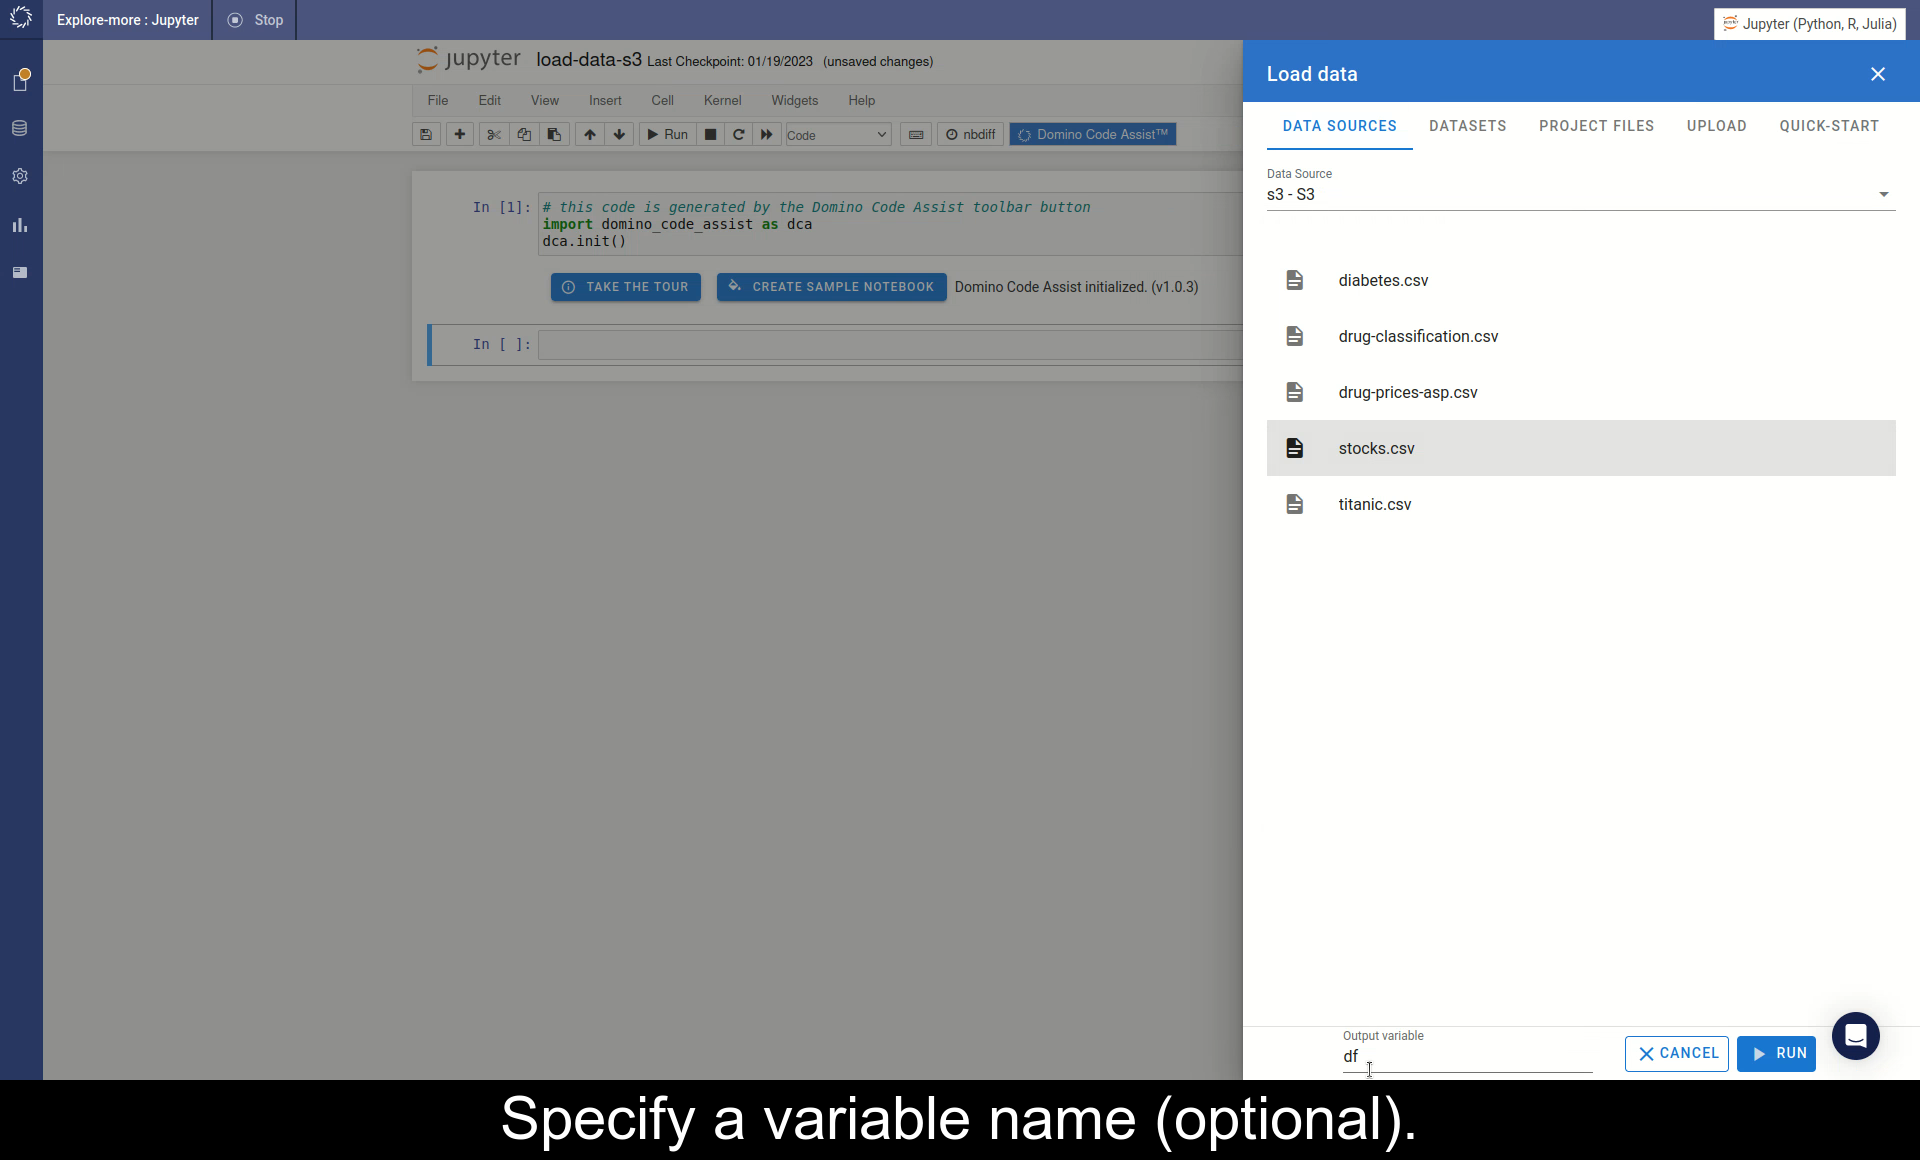 Explore-more : Jupyter
Stop
Jupyter (Python, R, Julia)
jupyter load-data-s3 Last Checkpoint: 01/19/2023 (unsaved changes)
File Edit View Insert Cell Kernel Widgets Help
Run Code nbdiff Domino Code Assist™
In [1]: # this code is generated by the Domino Code Assist toolbar button
import domino_code_assist as dca
dca.init()
TAKE THE TOUR CREATE SAMPLE NOTEBOOK Domino Code Assist initialized. (v1.0.3)
In [ ]:
Load data
DATA SOURCES DATASETS PROJECT FILES UPLOAD QUICK-START
Data Source
s3 - S3
diabetes.csv
drug-classification.csv
drug-prices-asp.csv
stocks.csv
titanic.csv
Output variable
df
CANCEL RUN
Specify a variable name (optional).